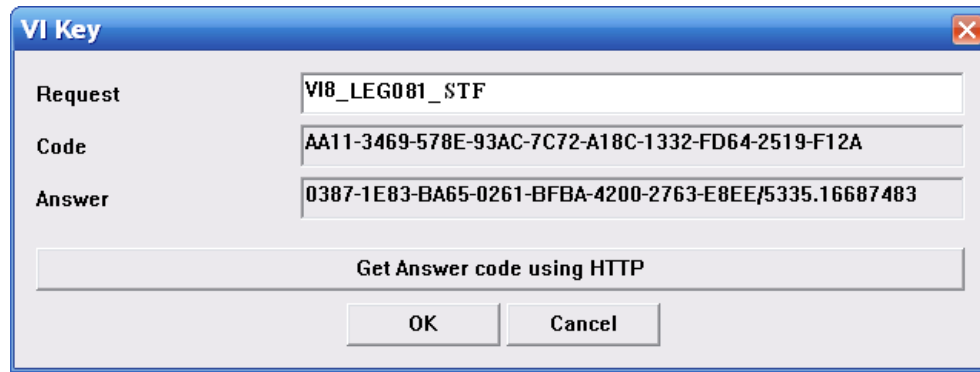 VI Key
Request VI8_LEG081_STF
Code AA11-3469-578E-93AC-7C72-A18C-1332-FD64-2519-F12A
Answer 0387-1E83-BA65-0261-BFBA-4200-2763-E8EE/5335.16687483
Get Answer code using HTTP
OK Cancel